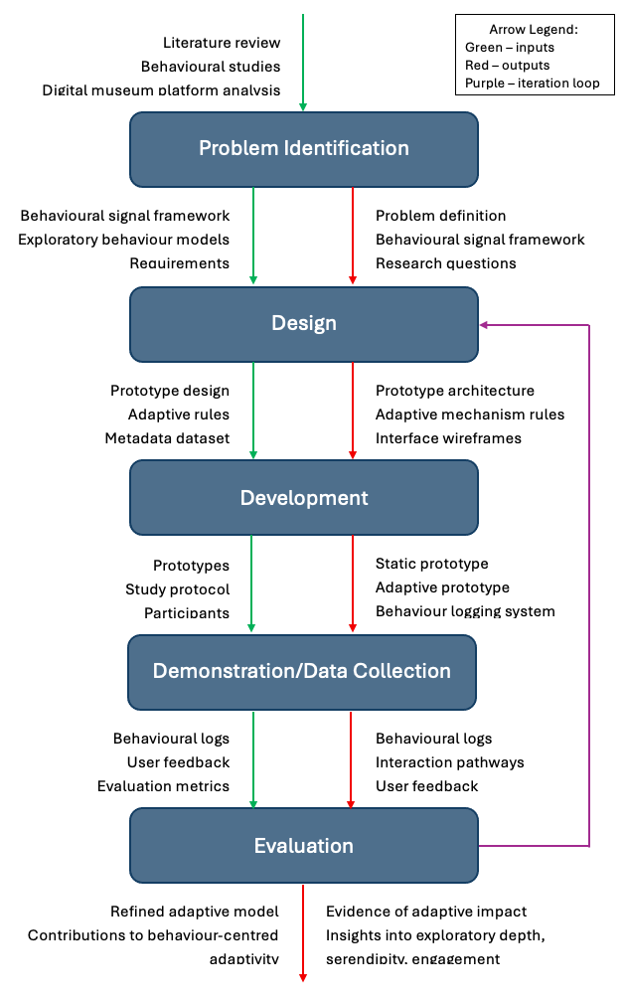 Arrow Legend:
Green – inputs
Red – outputs
Purple – iteration loop
Literature review
Behavioural studies
Digital museum platform analysis
Problem Identification
Behavioural signal framework
Exploratory behaviour models
Requirements
Problem definition
Behavioural signal framework
Research questions
Design
Prototype design
Adaptive rules
Metadata dataset
Prototype architecture
Adaptive mechanism rules
Interface wireframes
Development
Prototypes
Study protocol
Participants
Static prototype
Adaptive prototype
Behaviour logging system
Demonstration/Data Collection
Behavioural logs
User feedback
Evaluation metrics
Behavioural logs
Interaction pathways
User feedback
Evaluation
Refined adaptive model
Contributions to behaviour-centred
adaptivity
Evidence of adaptive impact
Insights into exploratory depth,
serendipity, engagement